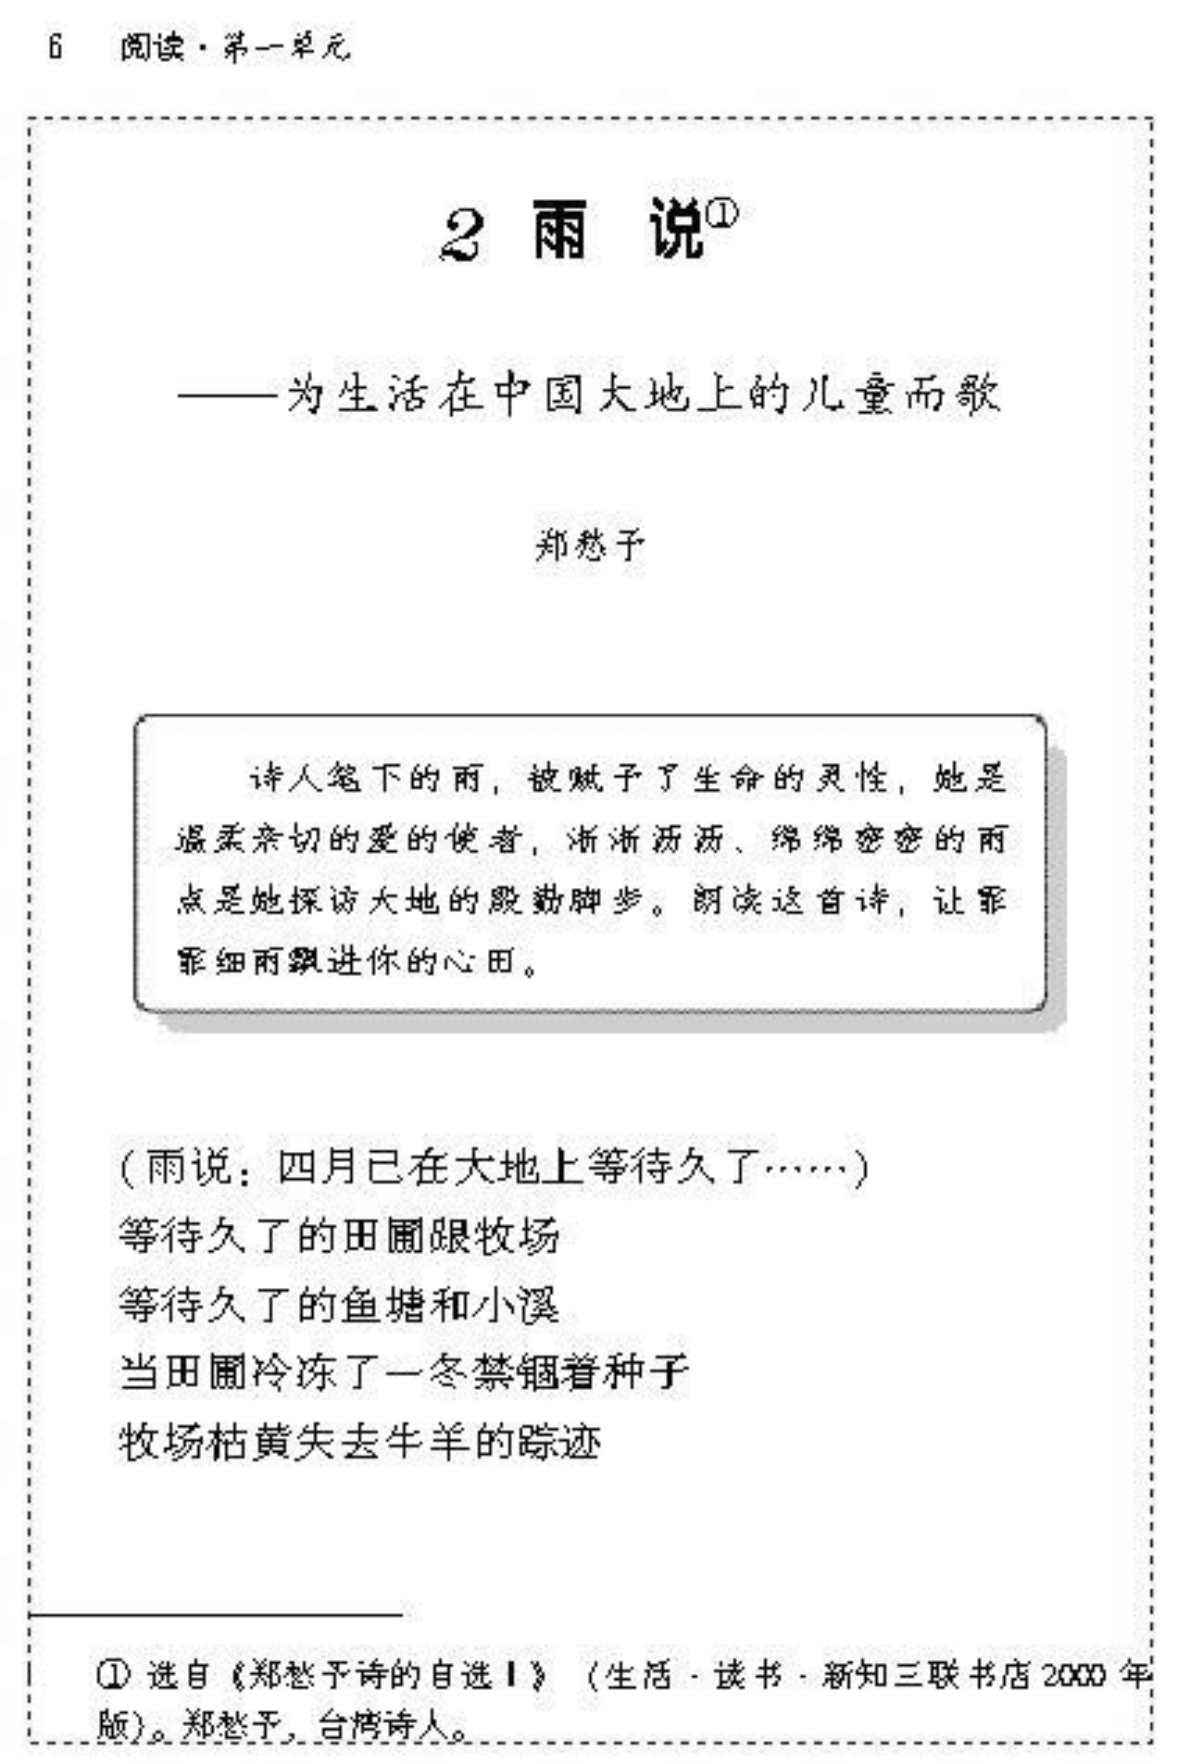 6 阅读·第一单元
2 雨 说①
——为生活在中国大地上的儿童而歌
郑愁予
诗人笔下的雨，被赋予了生命的灵性，她是
温柔亲切的爱的使者，淅淅沥沥、绵绵密密的雨
点是她探访大地的殷勤脚步。朗读这首诗，让霏
霏细雨飘进你的心田。
（雨说：四月已在大地上等待久了……）
等待久了的田圃跟牧场
等待久了的鱼塘和小溪
当田圃冷冻了一冬禁锢着种子
牧场枯黄失去牛羊的踪迹
① 选自《郑愁予诗的自选Ⅰ》（生活·读书·新知三联书店2000年
版）。郑愁予，台湾诗人。